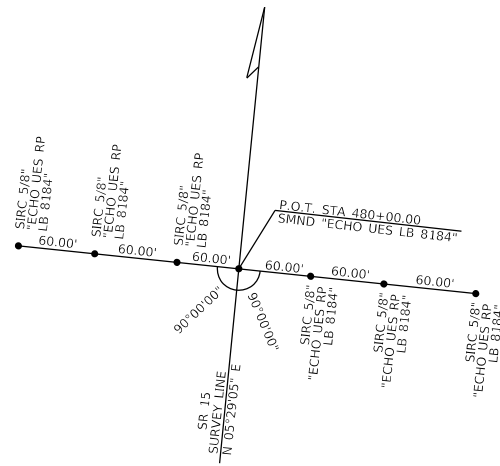 SIRC 5/8"
"ECHO UES RP
LB 8184"
SIRC 5/8"
"ECHO UES RP
LB 8184"
SIRC 5/8"
"ECHO UES RP
LB 8184"
P.O.T. STA 480+00.00
SMND "ECHO UES LB 8184"
60.00'
60.00'
60.00'
60.00'
60.00'
60.00'
90°00'00"
90°00'00"
SIRC 5/8"
"ECHO UES RP
LB 8184"
SIRC 5/8"
"ECHO UES RP
LB 8184"
SIRC 5/8"
"ECHO UES RP
LB 8184"
SR 15
SURVEY LINE
N 05°29'05" E